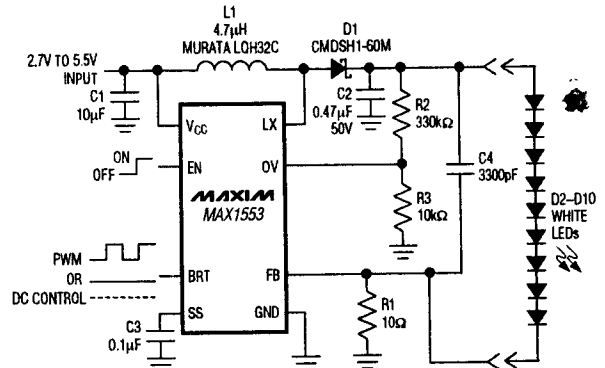 L1
4.7µH
MURATA LQH32C
D1
CMDSH1-60M
2.7V TO 5.5V
INPUT
C1
10µF
C2
0.47µF
50V
R2
330kΩ
C4
3300pF
VCC
LX
ON
OFF
EN
OV
MAXIM
MAX1553
R3
10kΩ
D2–D10
WHITE
LEDs
PWM
OR
DC CONTROL
BRT
FB
SS
GND
R1
10Ω
C3
0.1µF